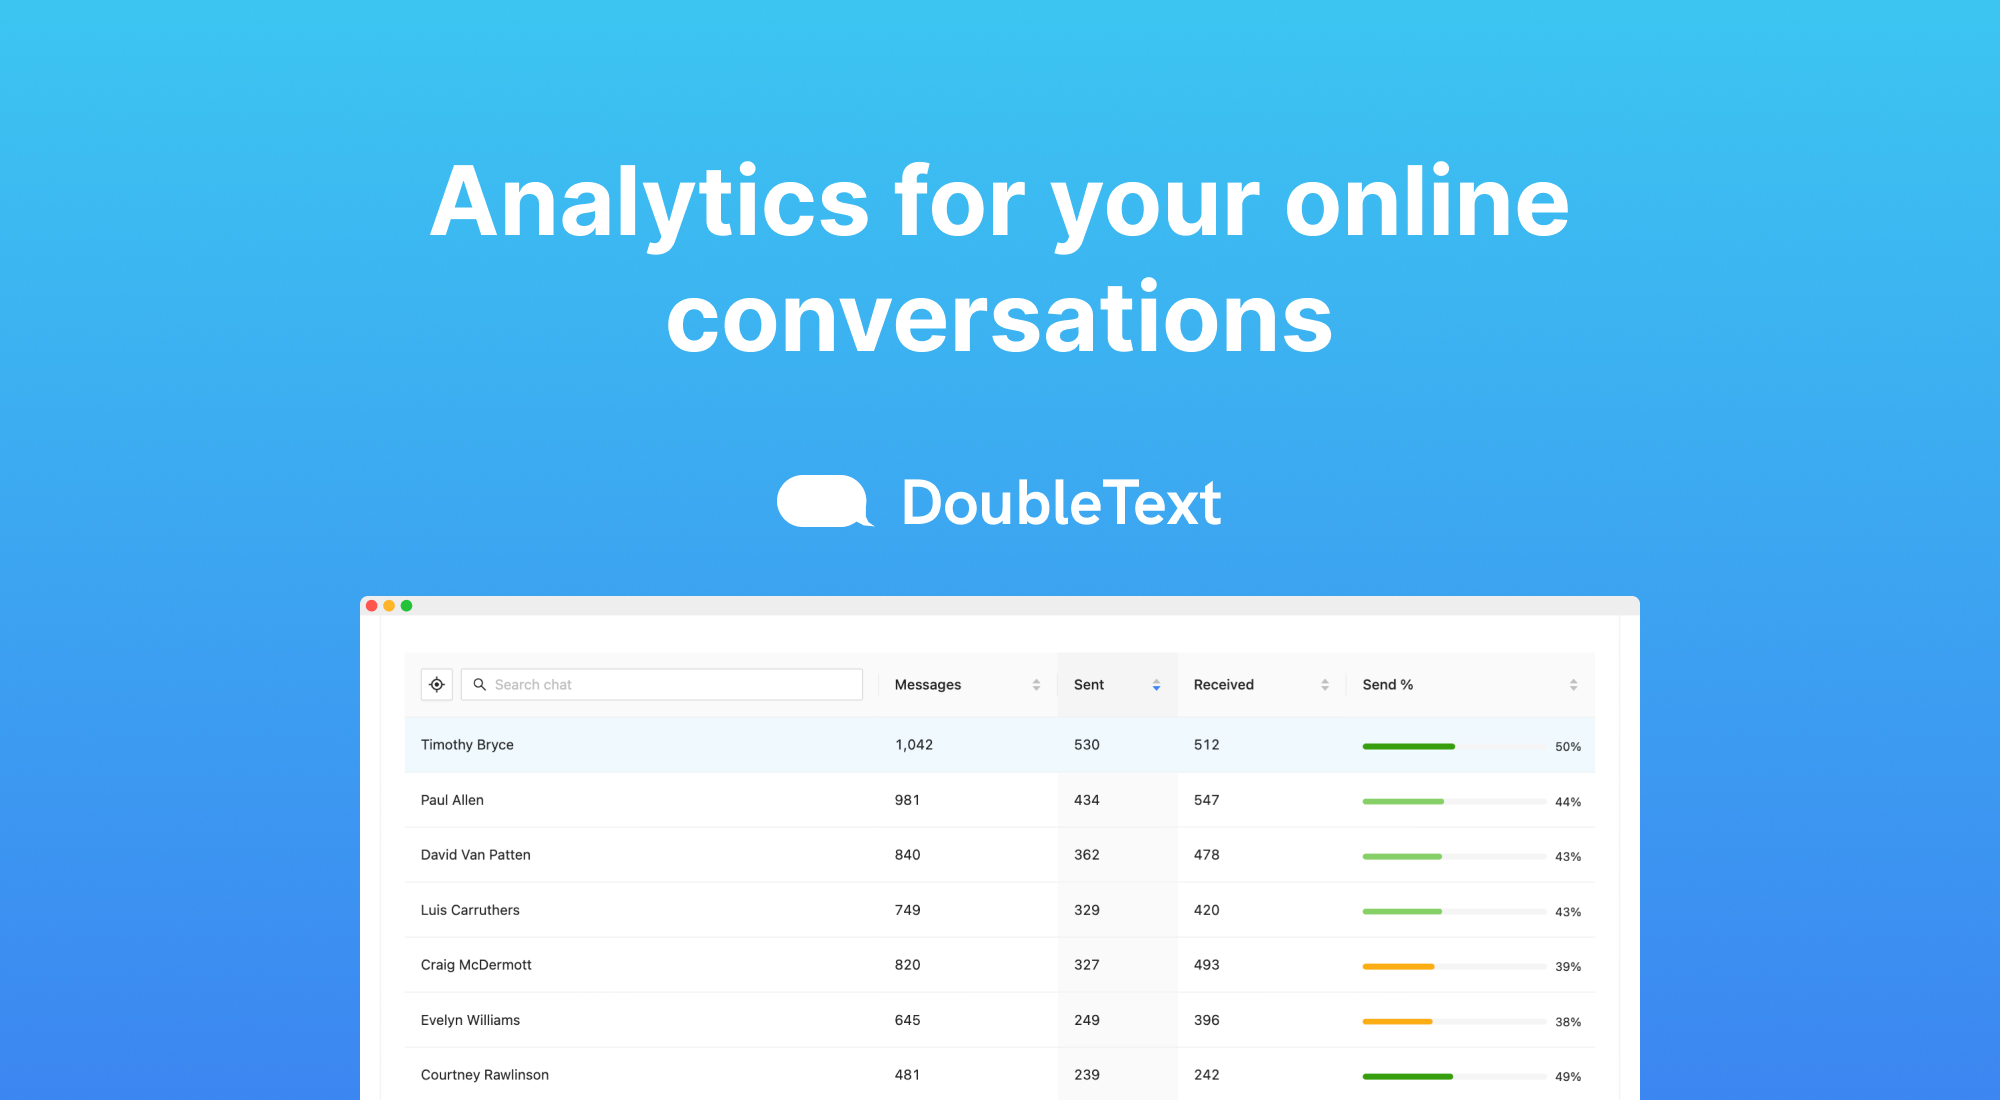 Analytics for your online
conversations
DoubleText
Search chat Messages Sent Received Send %
Timothy Bryce 1,042 530 512 50%
Paul Allen 981 434 547 44%
David Van Patten 840 362 478 43%
Luis Carruthers 749 329 420 43%
Craig McDermott 820 327 493 39%
Evelyn Williams 645 249 396 38%
Courtney Rawlinson 481 239 242 49%